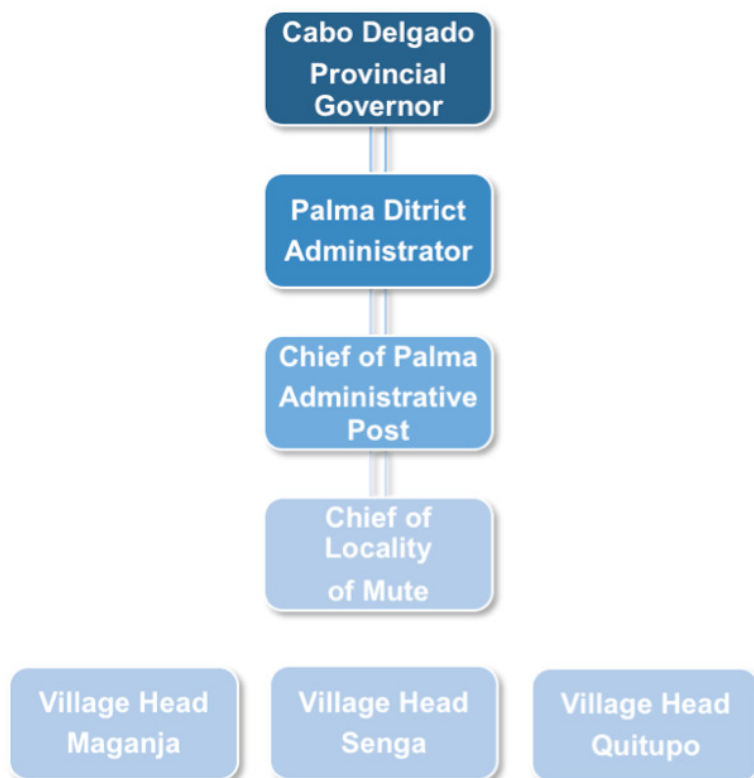 Cabo Delgado
Provincial
Governor
Palma Ditrict
Administrator
Chief of Palma
Administrative
Post
Chief of
Locality
of Mute
Village Head
Maganja
Village Head
Senga
Village Head
Quitupo